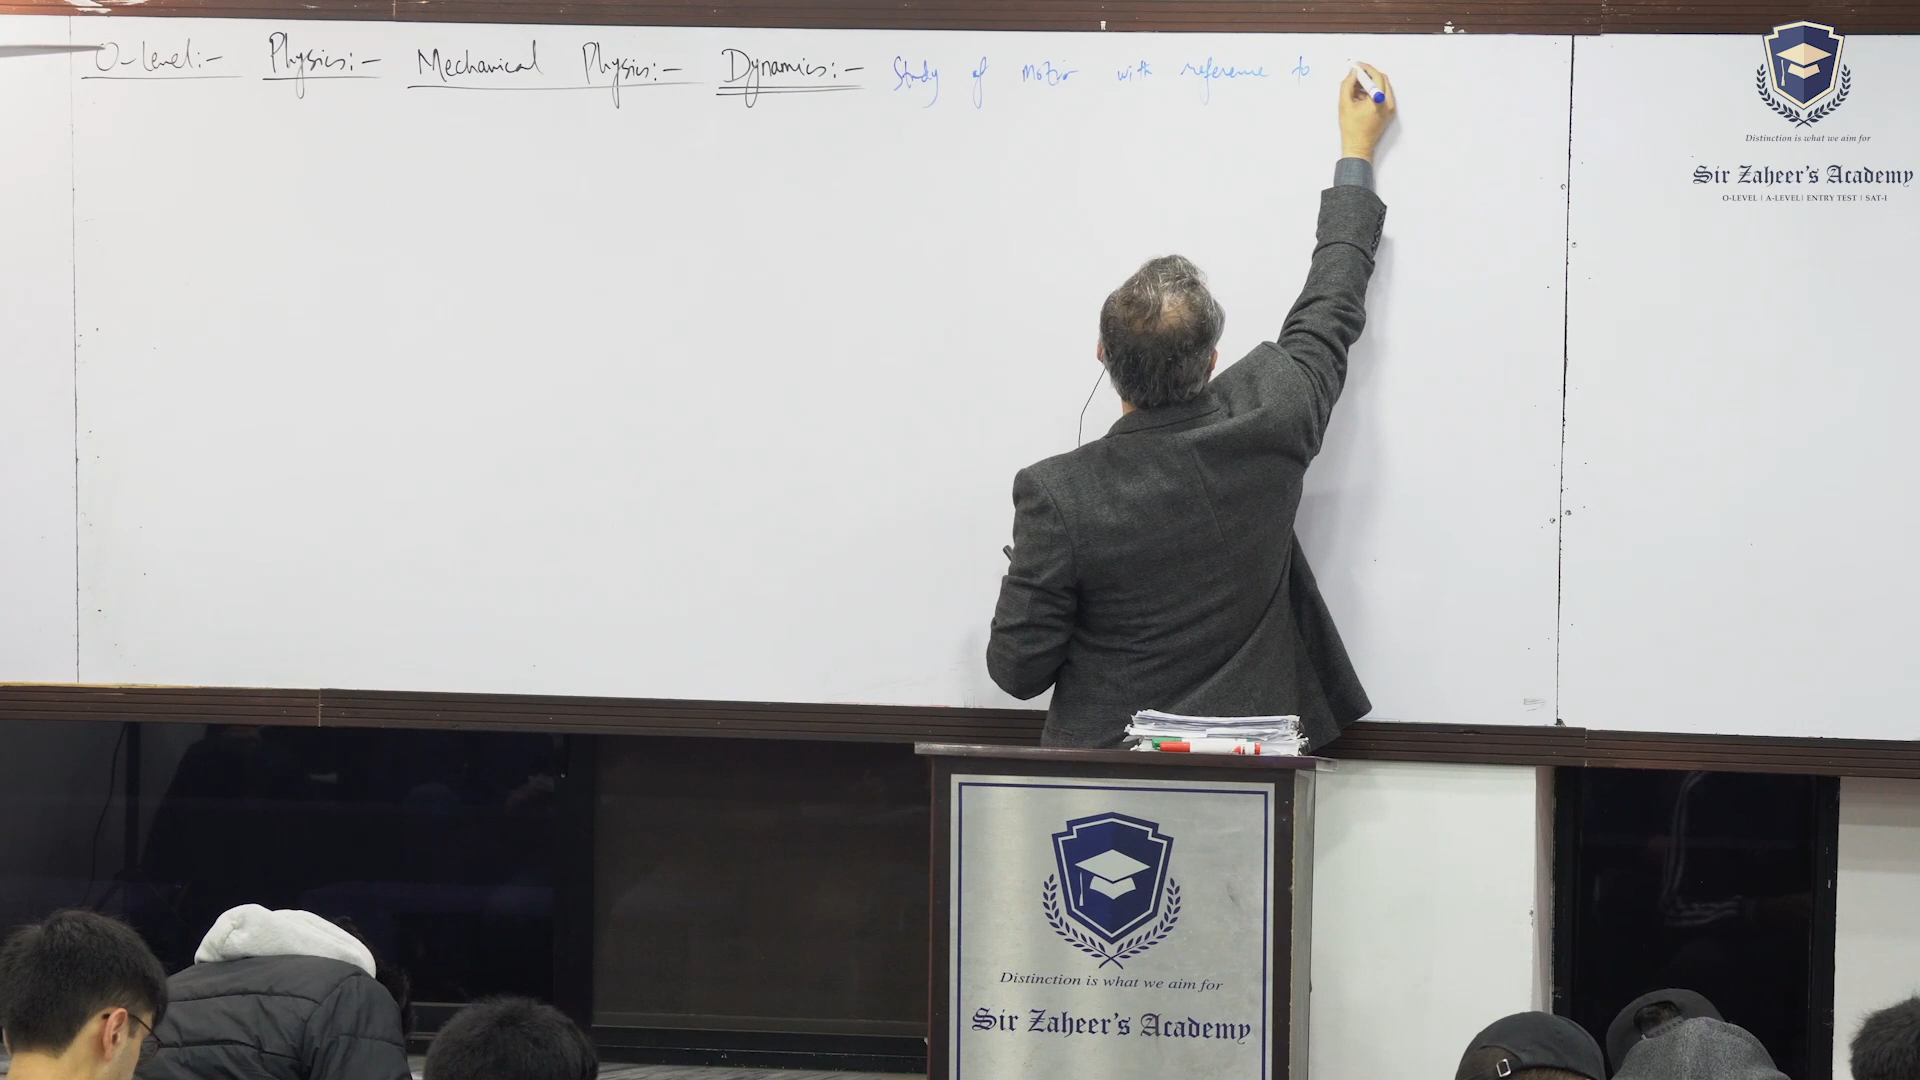 O-Level:- Physics:- Mechanical Physics:- Dynamics:- Study of Motion with reference to
Distinction is what we aim for
Sir Zaheer's Academy
O-LEVEL | A-LEVEL | ENTRY TEST | SAT-I
Distinction is what we aim for
Sir Zaheer's Academy